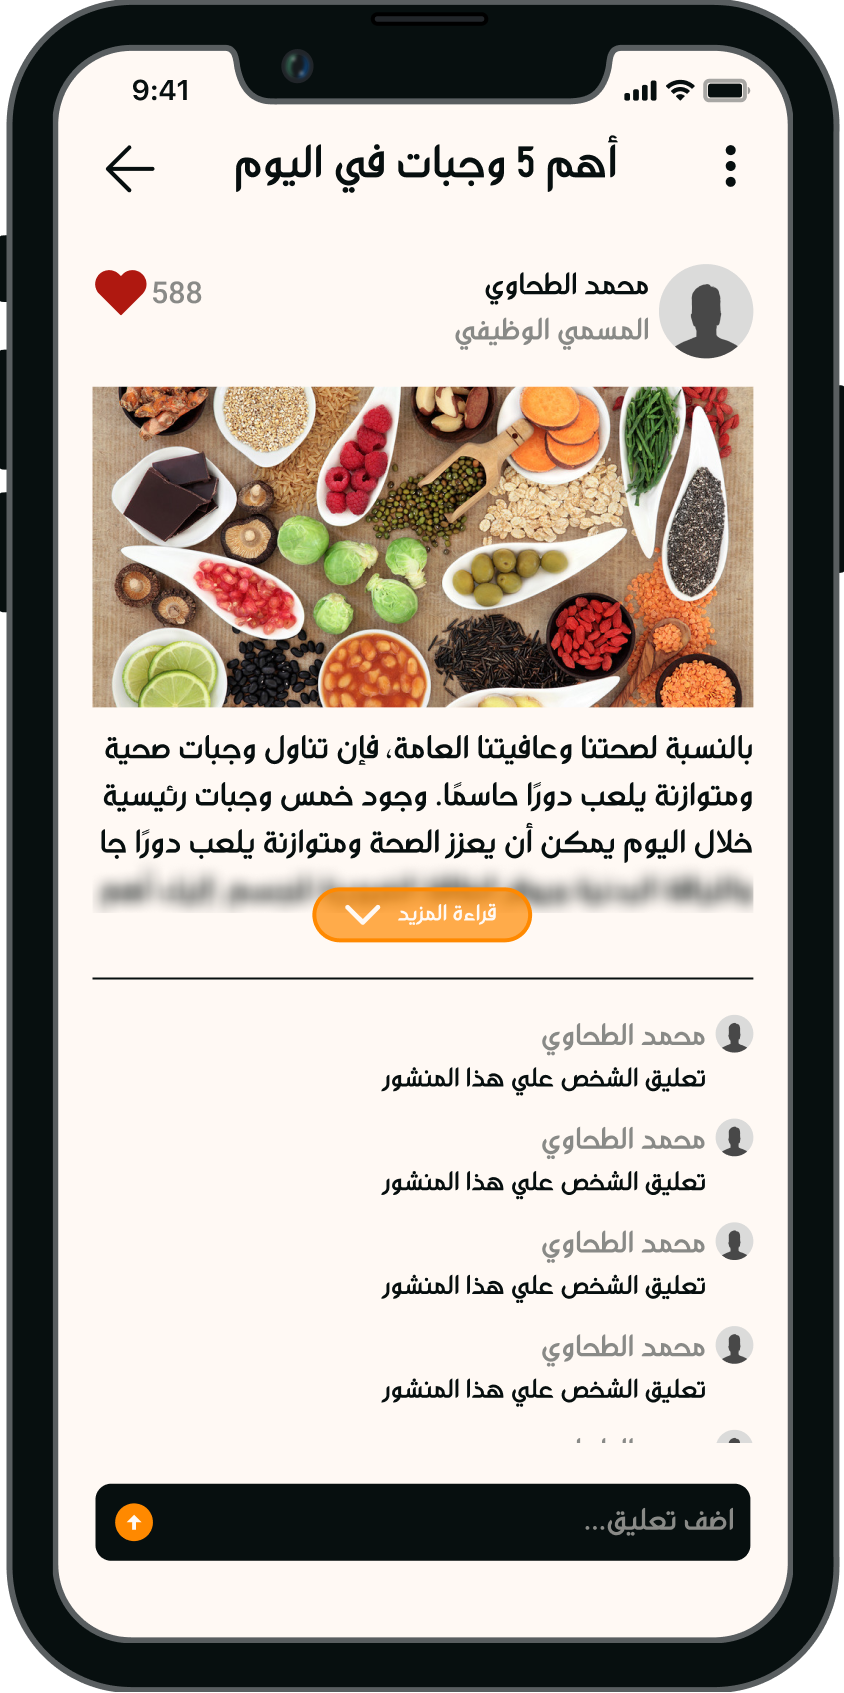 9:41
أهم 5 وجبات في اليوم
محمد الطحاوي
المسمي الوظيفي
588
بالنسبة لصحتنا وعافيتنا العامة، فإن تناول وجبات صحية
ومتوازنة يلعب دورًا حاسمًا. وجود خمس وجبات رئيسية
خلال اليوم يمكن أن يعزز الصحة ومتوازنة يلعب دورًا حا
قراءة المزيد
محمد الطحاوي
تعليق الشخص علي هذا المنشور
محمد الطحاوي
تعليق الشخص علي هذا المنشور
محمد الطحاوي
تعليق الشخص علي هذا المنشور
محمد الطحاوي
تعليق الشخص علي هذا المنشور
اضف تعليق...